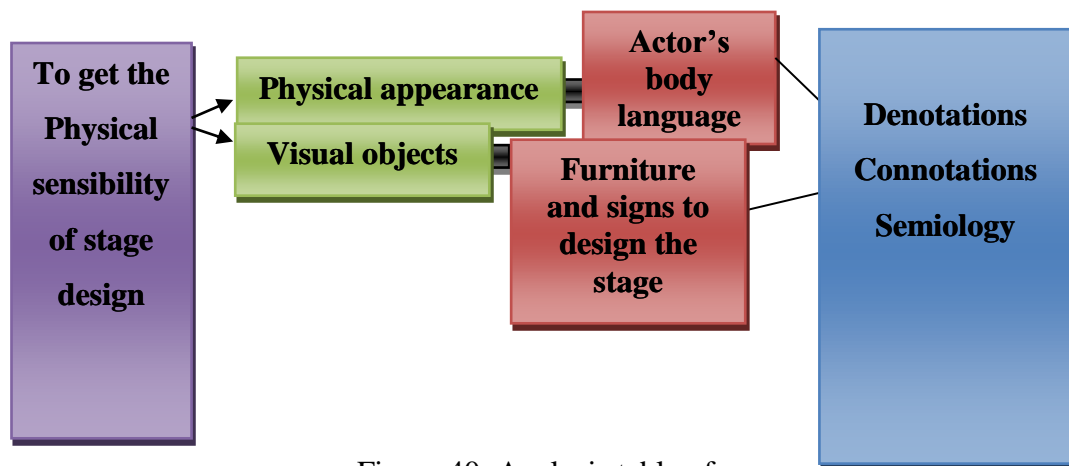 To get the
Physical
sensibility
of stage
design
Physical appearance
Visual objects
Actor's
body
language
Furniture
and signs to
design the
stage
Denotations
Connotations
Semiology